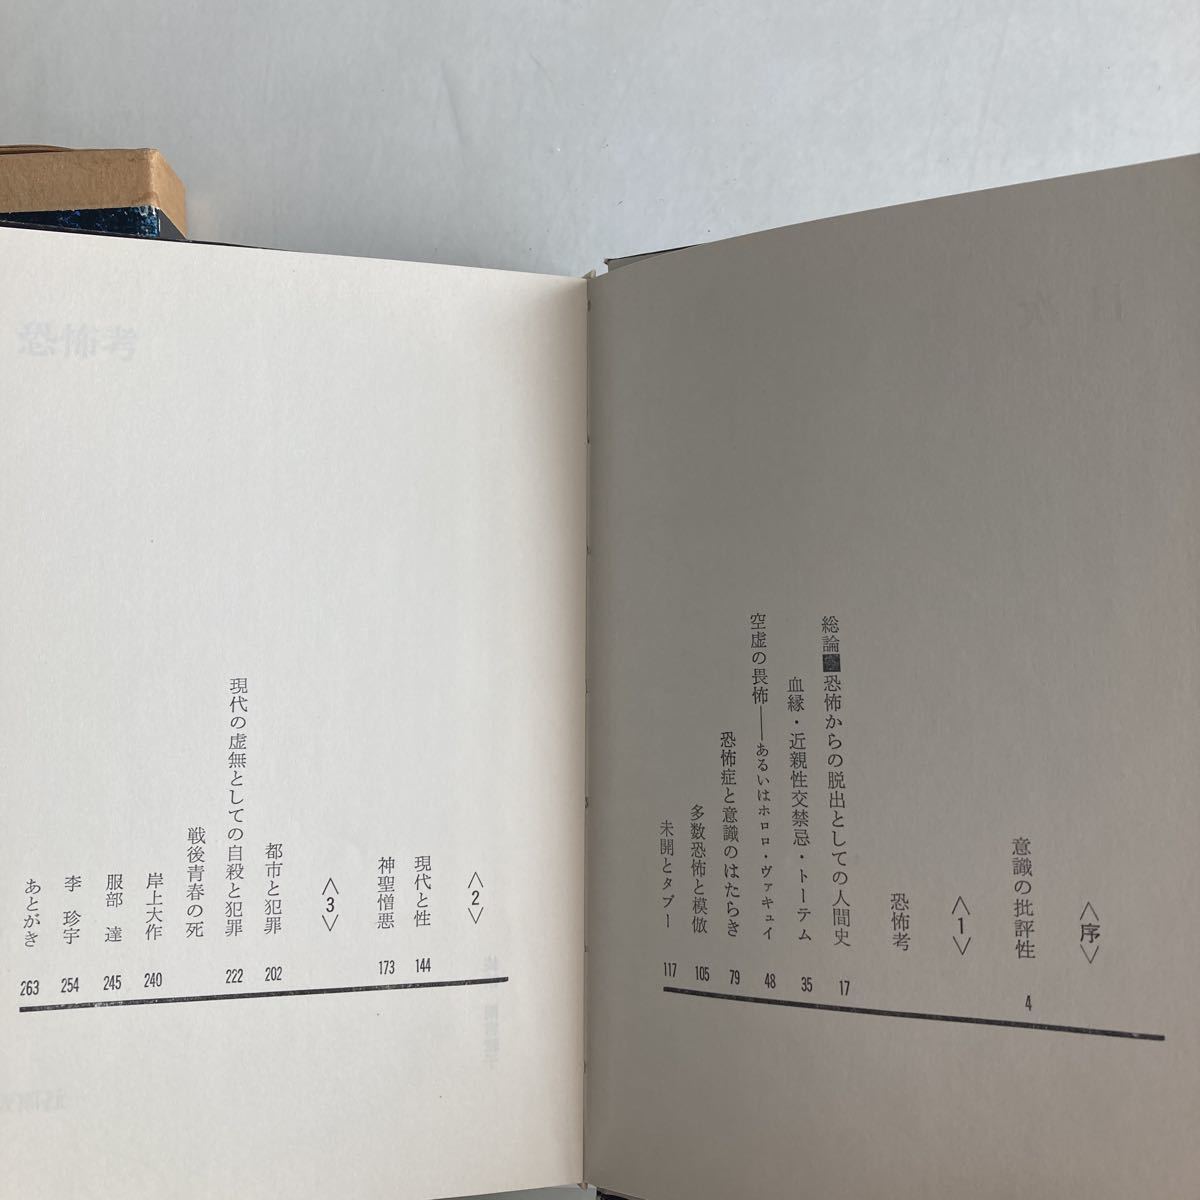 〈序〉
意識の批評性 4
〈1〉
恐怖考
総論 恐怖からの脱出としての人間史 17
血縁・近親性交禁忌・トーテム 35
空虚の畏怖――あるいはホロロ・ヴァキュイ 48
恐怖症と意識のはたらき 79
多数恐怖と模倣 105
未開とタブー 117
〈2〉
現代と性 144
神聖憎悪 173
〈3〉
都市と犯罪 202
現代の虚無としての自殺と犯罪 222
戦後青春の死
岸上大作 240
服部 達 245
李 珍宇 254
あとがき 263
恐怖考